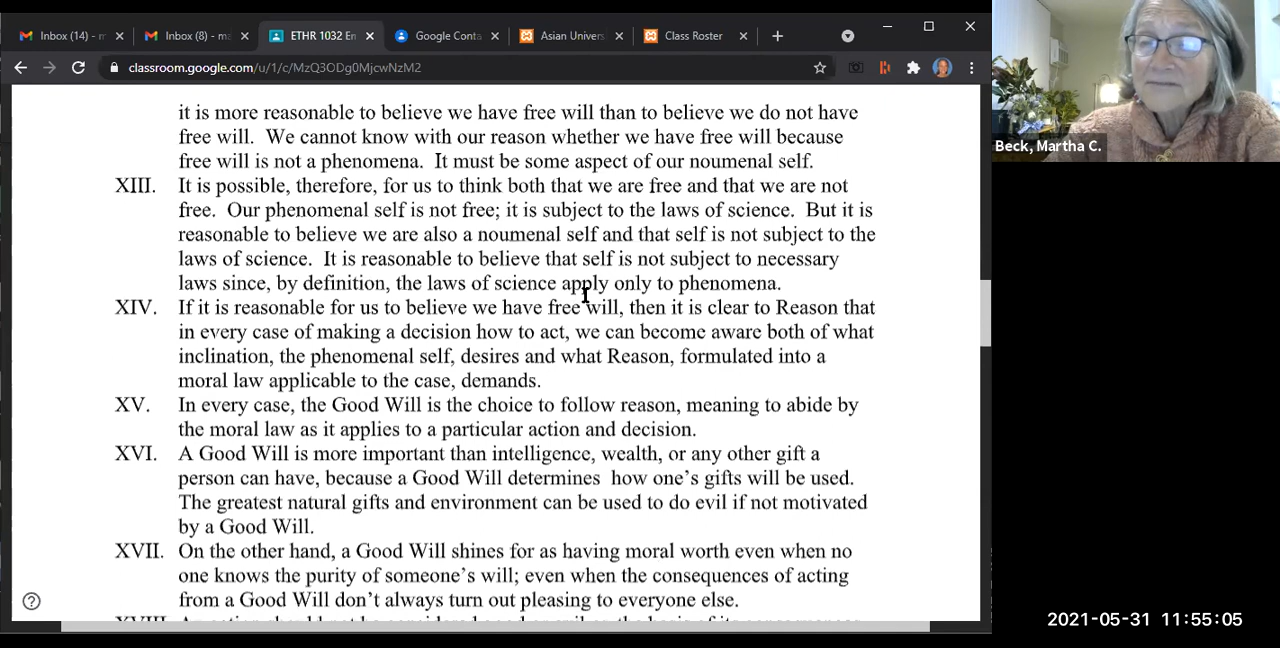 Inbox (14) - m
Inbox (8) - ma
ETHR 1032 En
Google Conta
Asian Univers
Class Roster
classroom.google.com/u/1/c/MzQ3ODg0MjcwNzM2
it is more reasonable to believe we have free will than to believe we do not have
free will. We cannot know with our reason whether we have free will because
free will is not a phenomena. It must be some aspect of our noumenal self.
XIII. It is possible, therefore, for us to think both that we are free and that we are not
free. Our phenomenal self is not free; it is subject to the laws of science. But it is
reasonable to believe we are also a noumenal self and that self is not subject to the
laws of science. It is reasonable to believe that self is not subject to necessary
laws since, by definition, the laws of science apply only to phenomena.
XIV. If it is reasonable for us to believe we have free will, then it is clear to Reason that
in every case of making a decision how to act, we can become aware both of what
inclination, the phenomenal self, desires and what Reason, formulated into a
moral law applicable to the case, demands.
XV. In every case, the Good Will is the choice to follow reason, meaning to abide by
the moral law as it applies to a particular action and decision.
XVI. A Good Will is more important than intelligence, wealth, or any other gift a
person can have, because a Good Will determines how one's gifts will be used.
The greatest natural gifts and environment can be used to do evil if not motivated
by a Good Will.
XVII. On the other hand, a Good Will shines for as having moral worth even when no
one knows the purity of someone's will; even when the consequences of acting
from a Good Will don't always turn out pleasing to everyone else.
Beck, Martha C.
2021-05-31 11:55:05